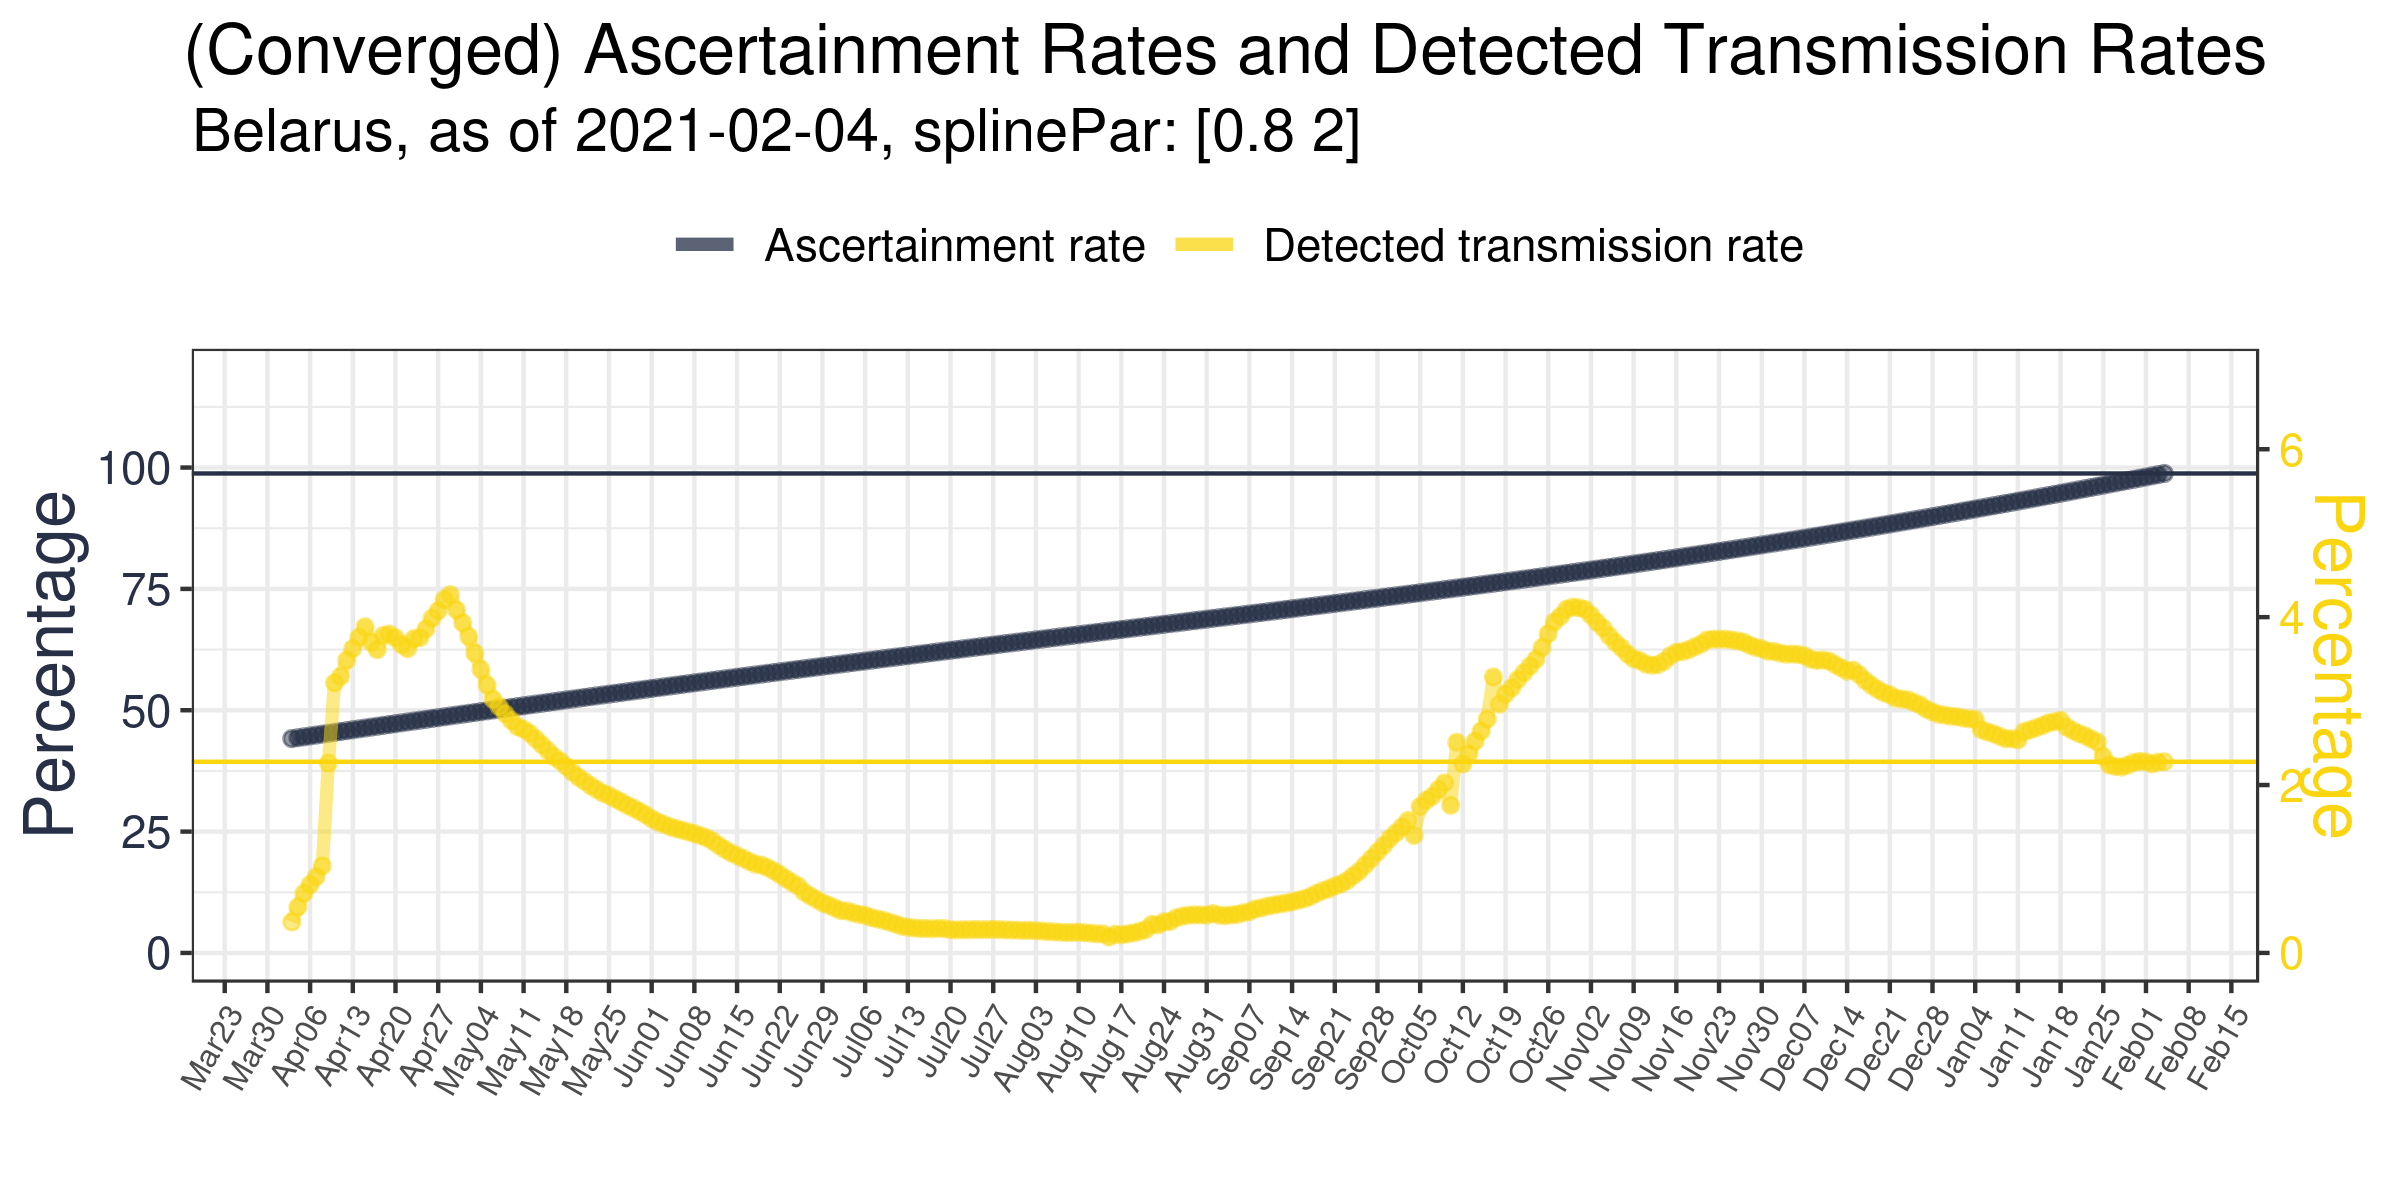 (Converged) Ascertainment Rates and Detected Transmission Rates
Belarus, as of 2021-02-04, splinePar: [0.8 2]
Ascertainment rate Detected transmission rate
Percentage
100
75
50
25
0
6
4
2
0
Percentage
Mar23 Mar30 Apr06 Apr13 Apr20 Apr27 May04 May11 May18 May25 Jun01 Jun08 Jun15 Jun22 Jun29 Jul06 Jul13 Jul20 Jul27 Aug03 Aug10 Aug17 Aug24 Aug31 Sep07 Sep14 Sep21 Sep28 Oct05 Oct12 Oct19 Oct26 Nov02 Nov09 Nov16 Nov23 Nov30 Dec07 Dec14 Dec21 Dec28 Jan04 Jan11 Jan18 Jan25 Feb01 Feb08 Feb15